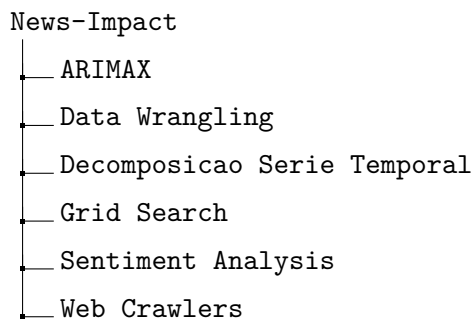 News-Impact
ARIMAX
Data Wrangling
Decomposicao Serie Temporal
Grid Search
Sentiment Analysis
Web Crawlers